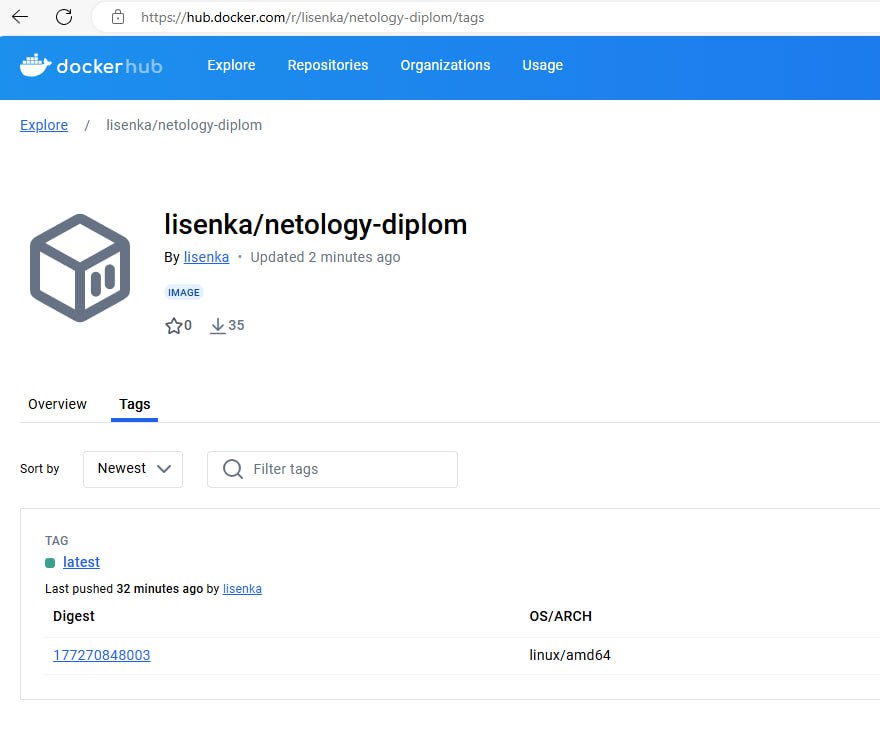 https://hub.docker.com/r/lisenka/netology-diplom/tags
dockerhub Explore Repositories Organizations Usage
Explore / lisenka/netology-diplom
lisenka/netology-diplom
By lisenka • Updated 2 minutes ago
IMAGE
0 35
Overview Tags
Sort by Newest Filter tags
TAG
latest
Last pushed 32 minutes ago by lisenka
Digest OS/ARCH
177270848003 linux/amd64